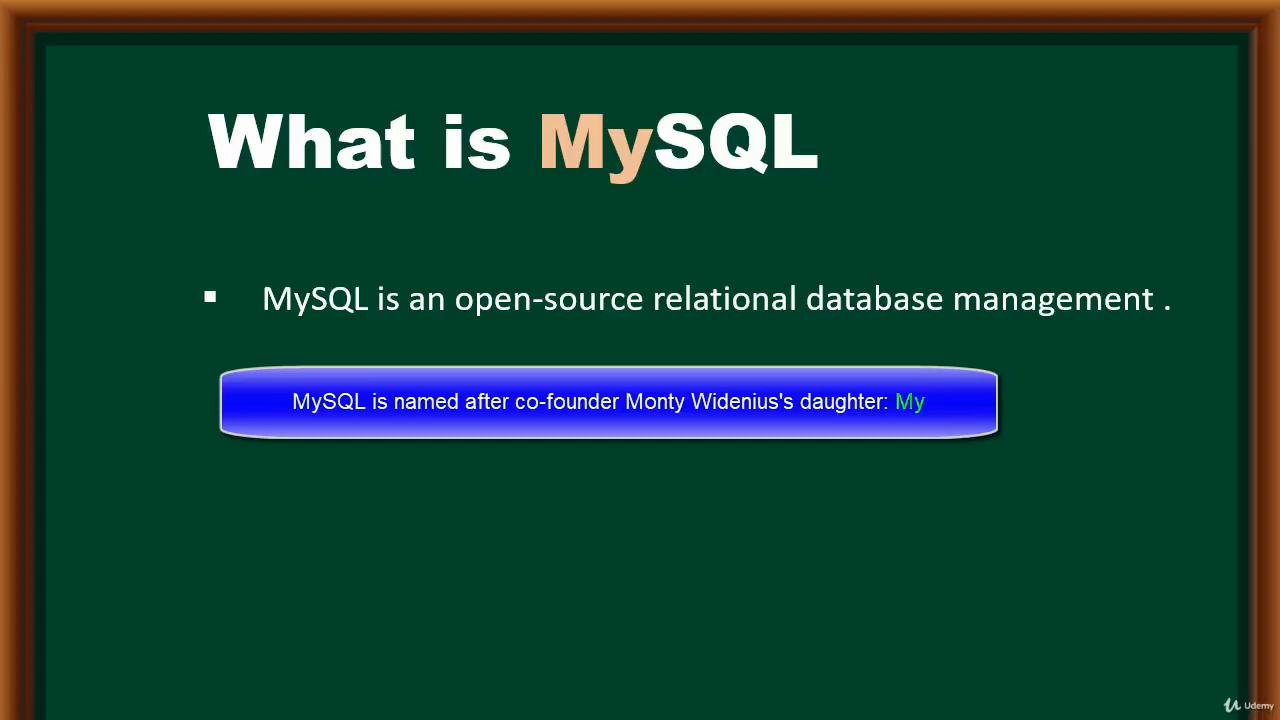 What is MySQL
▪ MySQL is an open-source relational database management .
MySQL is named after co-founder Monty Widenius's daughter: My
Udemy